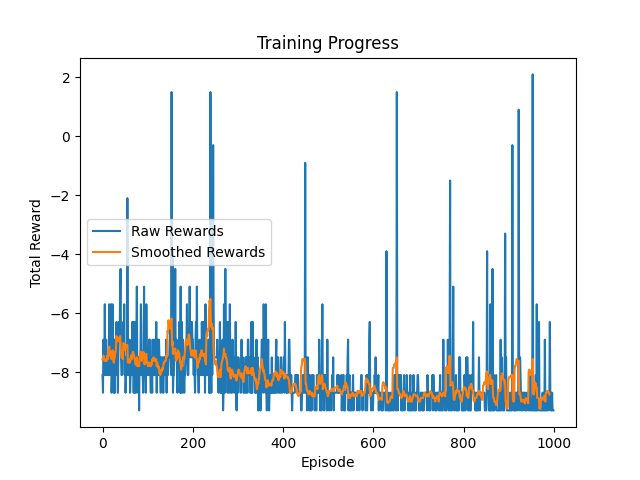 Training Progress
2
0
−2
−4
−6
−8
Total Reward
Raw Rewards
Smoothed Rewards
0
200
400
600
800
1000
Episode